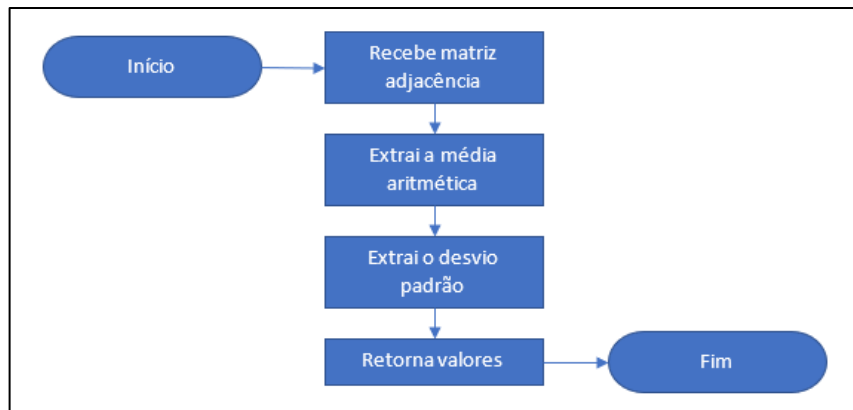 Início
Recebe matriz
adjacência
Extrai a média
aritmética
Extrai o desvio
padrão
Retorna valores
Fim